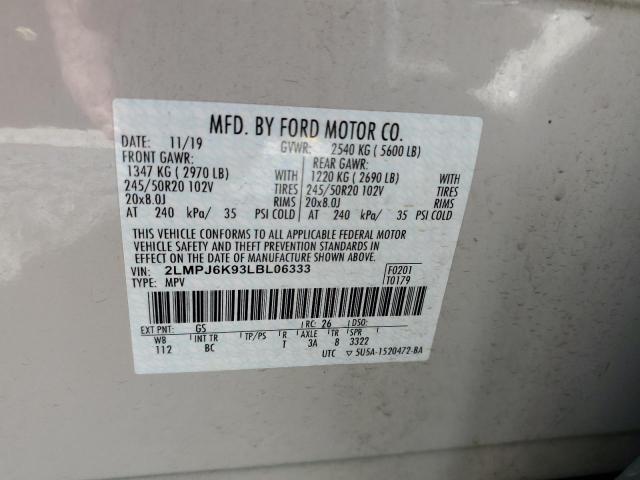 MFD. BY FORD MOTOR CO.
DATE: 11/19 GVWR: 2540 KG ( 5600 LB)
FRONT GAWR: REAR GAWR:
1347 KG ( 2970 LB) WITH 1220 KG ( 2690 LB) WITH
245/50R20 102V TIRES 245/50R20 102V TIRES
20x8.0J RIMS 20x8.0J RIMS
AT 240 kPa/ 35 PSI COLD AT 240 kPa/ 35 PSI COLD
THIS VEHICLE CONFORMS TO ALL APPLICABLE FEDERAL MOTOR
VEHICLE SAFETY AND THEFT PREVENTION STANDARDS IN
EFFECT ON THE DATE OF MANUFACTURE SHOWN ABOVE.
VIN: 2LMPJ6K93LBL06333 F0201
TYPE: MPV T0179
EXT PNT: GS RC: 26 DSO:
WB INT TR TP/PS R AXLE TR SPR
112 BC T 3A 8 3322
UTC ▽ 5U5A-1520472-BA